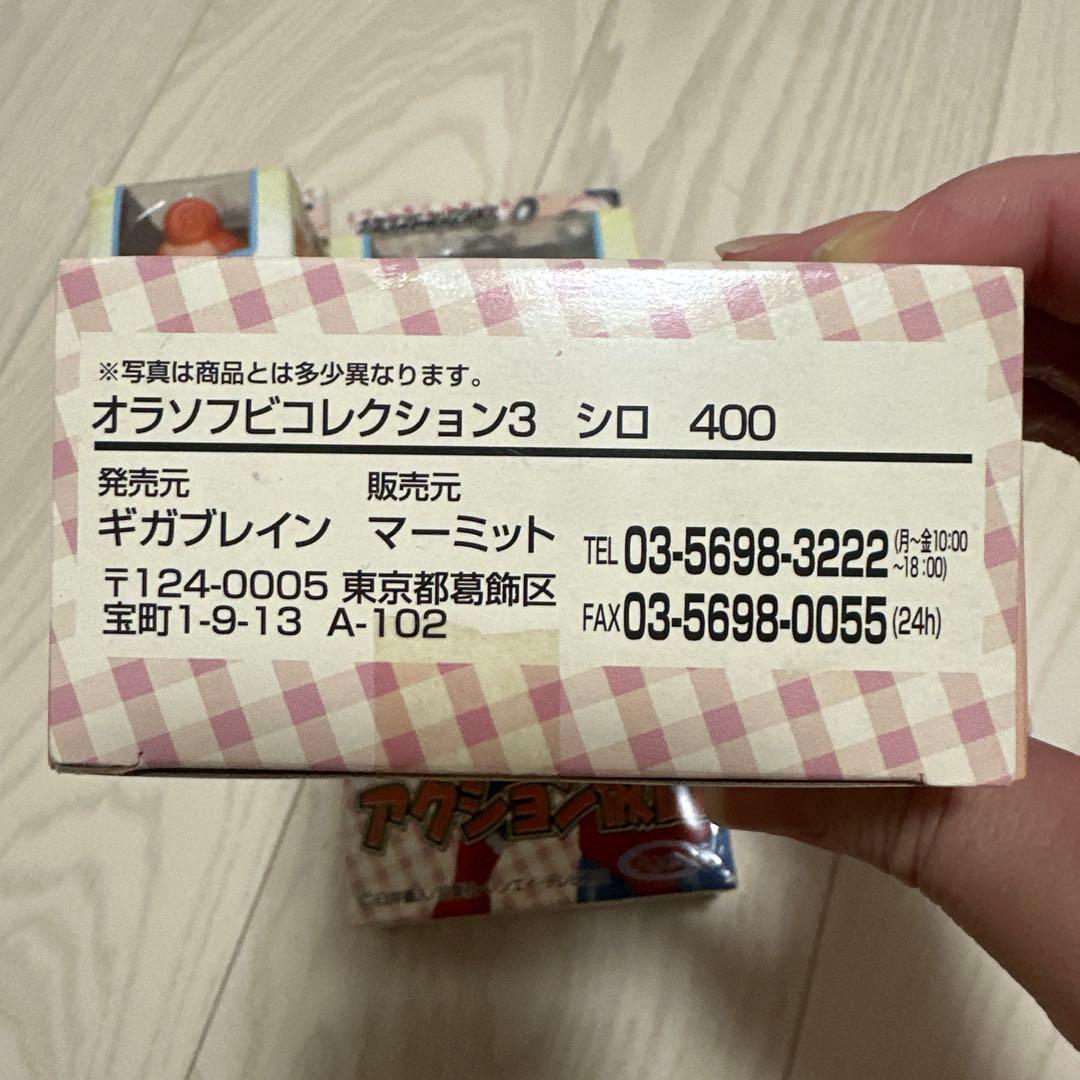 ※写真は商品とは多少異なります。
オラソフビコレクション3 シロ 400
発売元 販売元
ギガブレイン マーミット
〒124-0005 東京都葛飾区
宝町1-9-13 A-102
TEL 03-5698-3222 (月~金10:00
~18:00)
FAX 03-5698-0055 (24h)
アクション